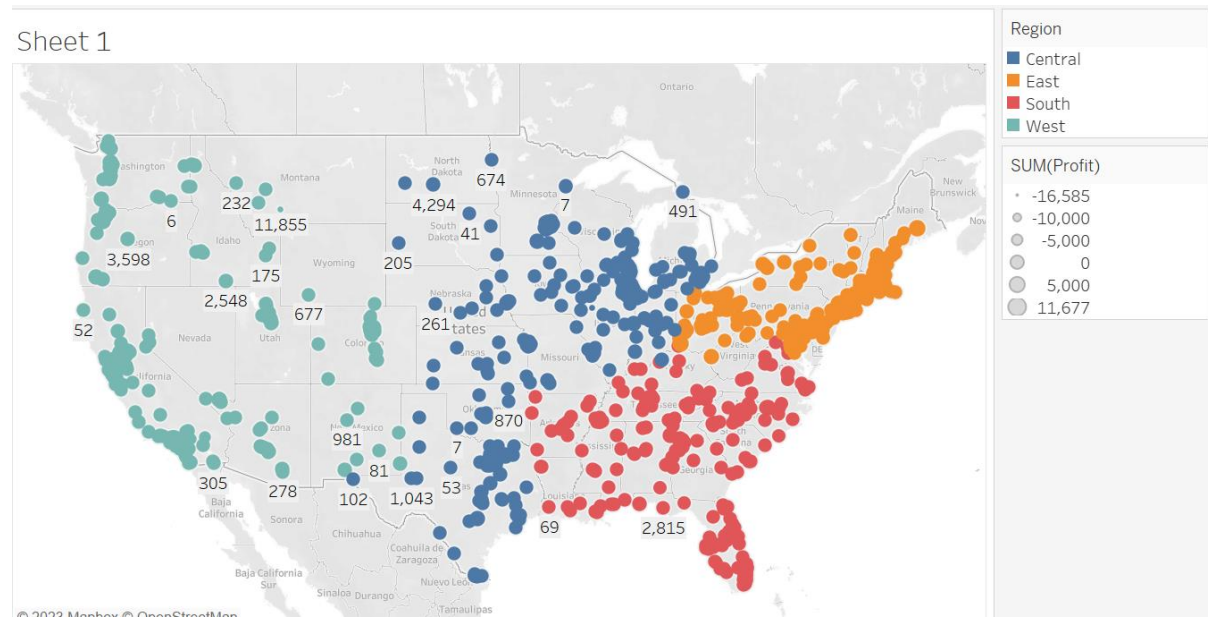 Sheet 1
Ontario
Washington
Montana
North
Dakota
Minnesota
New
Brunswick
Maine
674
7
491
4,294
232
6
11,855
South
Dakota
41
Idaho
3,598
205
175
Wyoming
2,548
677
Nebraska
261
States
52
Nevada
Utah
Pennsylvania
West
Virginia
DE
Missouri
870
981
7
Georgia
81
305
278
102
1,043
53
69
2,815
Baja
California
Sonora
Chihuahua
Coahuila de
Zaragoza
Baja California
Sur
Sinaloa
Durango
Nuevo León
Tamaulipas
© 2023 Mapbox © OpenStreetMap
Region
Central
East
South
West
SUM(Profit)
-16,585
-10,000
-5,000
0
5,000
11,677